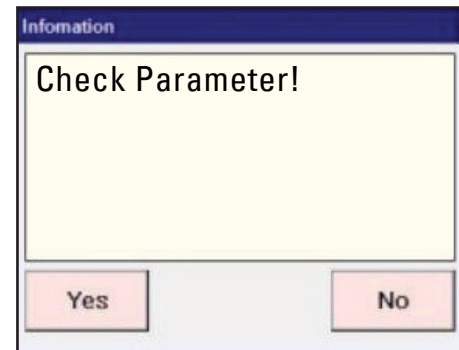 Infomation
Check Parameter!
Yes
No